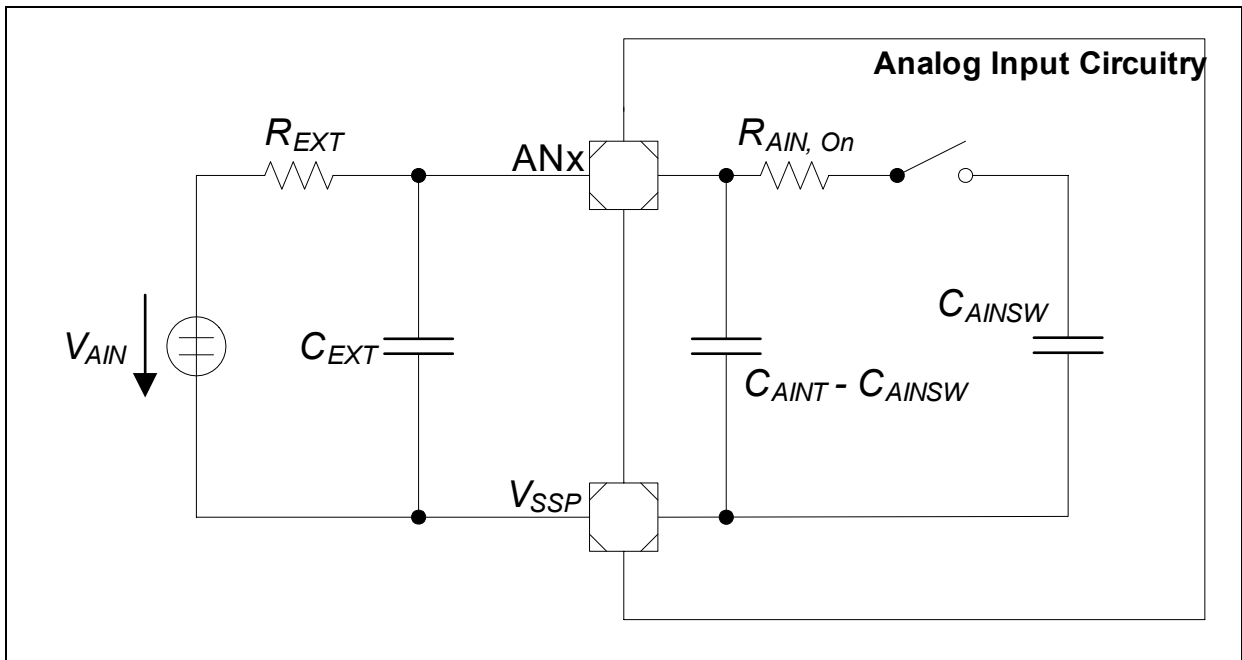 Analog Input Circuitry
R_EXT
ANx
R_AIN, On
V_AIN
C_EXT
C_AINSW
C_AINT - C_AINSW
V_SSP